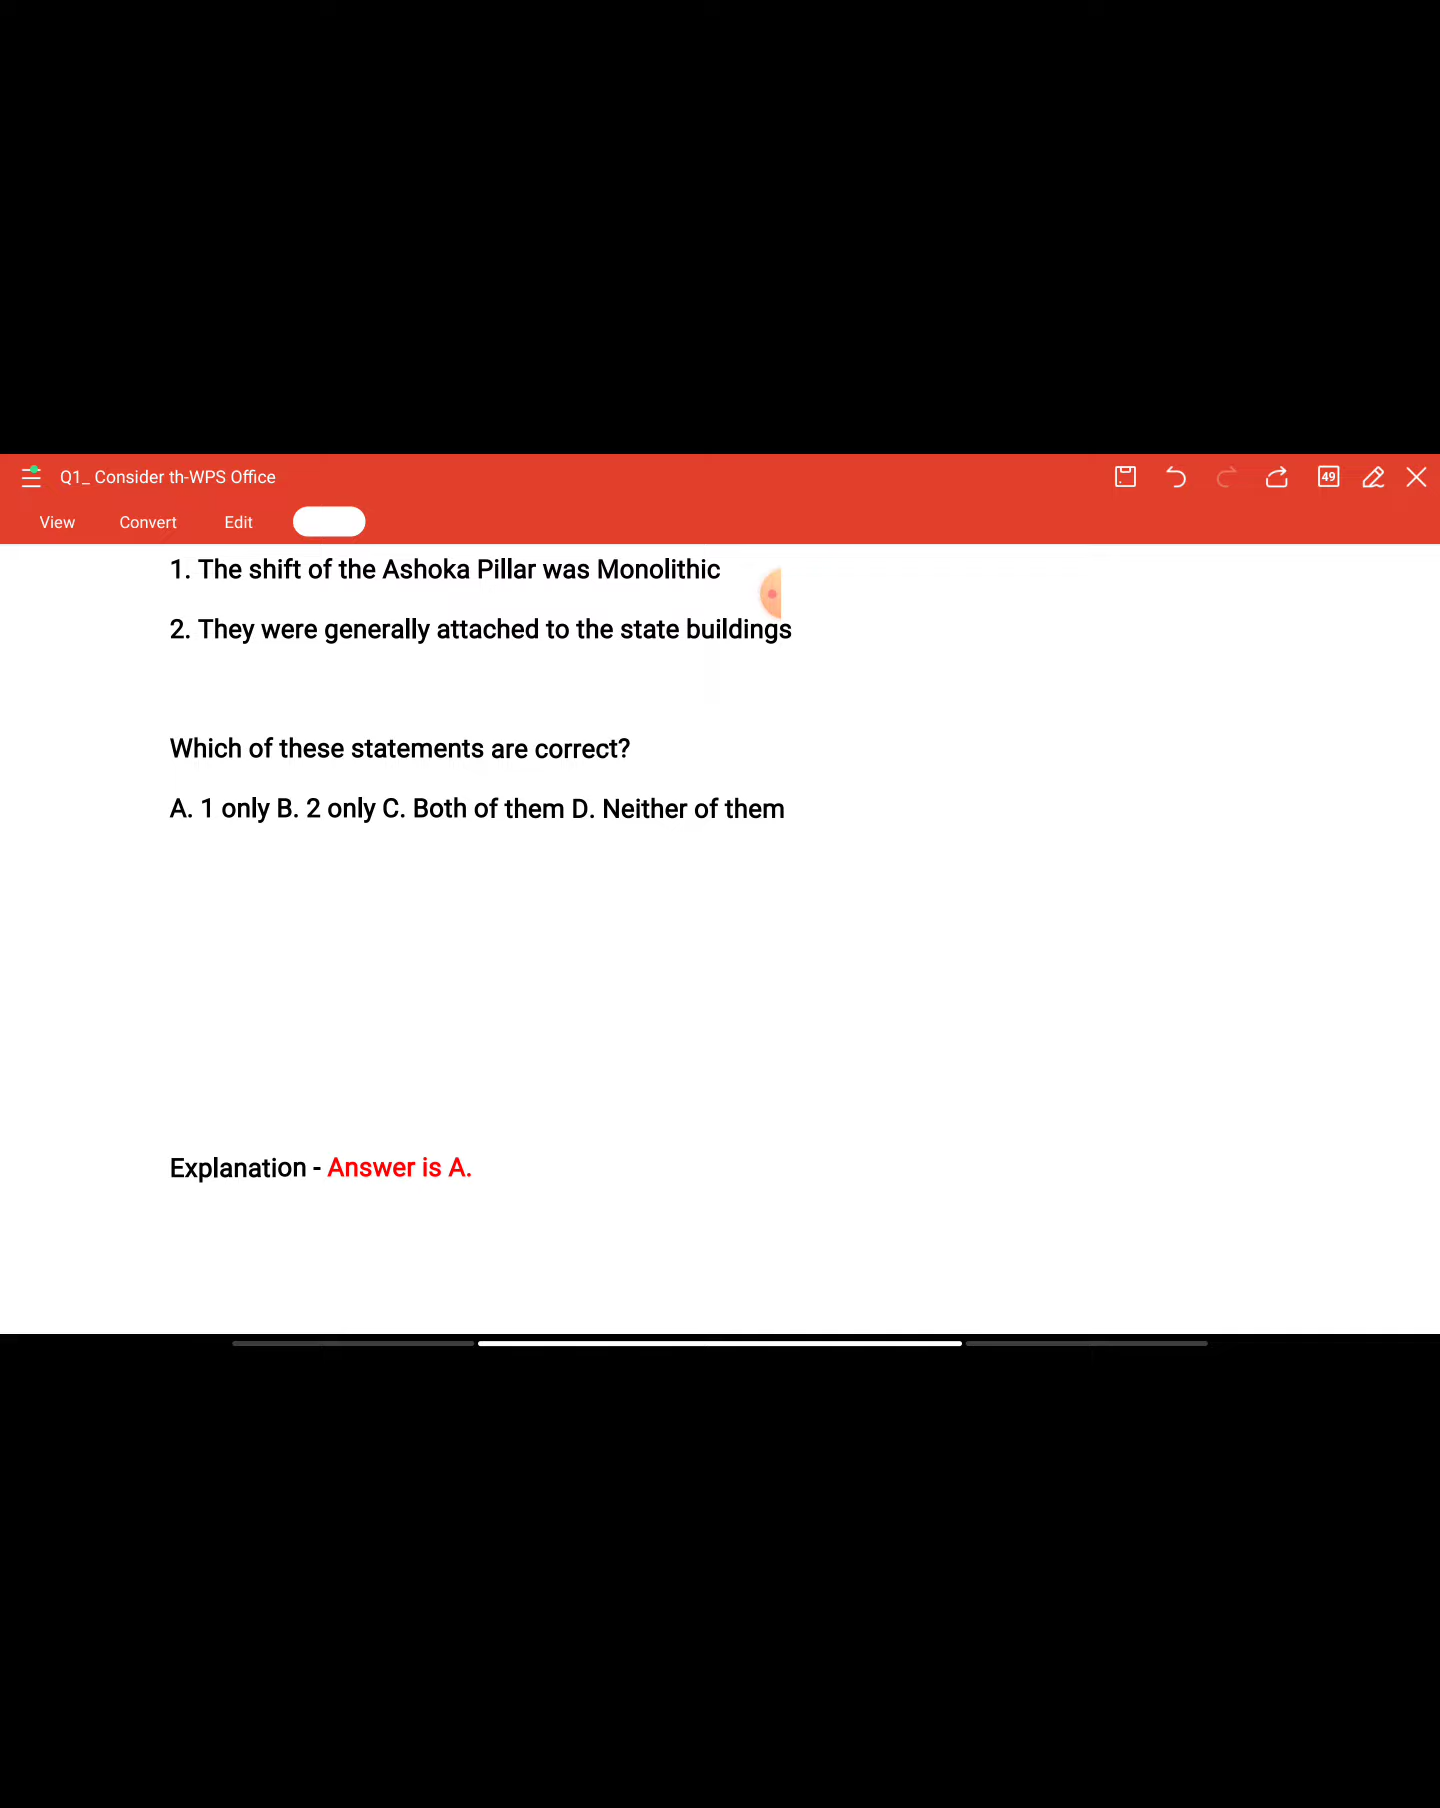 Q1_ Consider th-WPS Office
49
View Convert Edit
1. The shift of the Ashoka Pillar was Monolithic
2. They were generally attached to the state buildings
Which of these statements are correct?
A. 1 only B. 2 only C. Both of them D. Neither of them
Explanation - Answer is A.